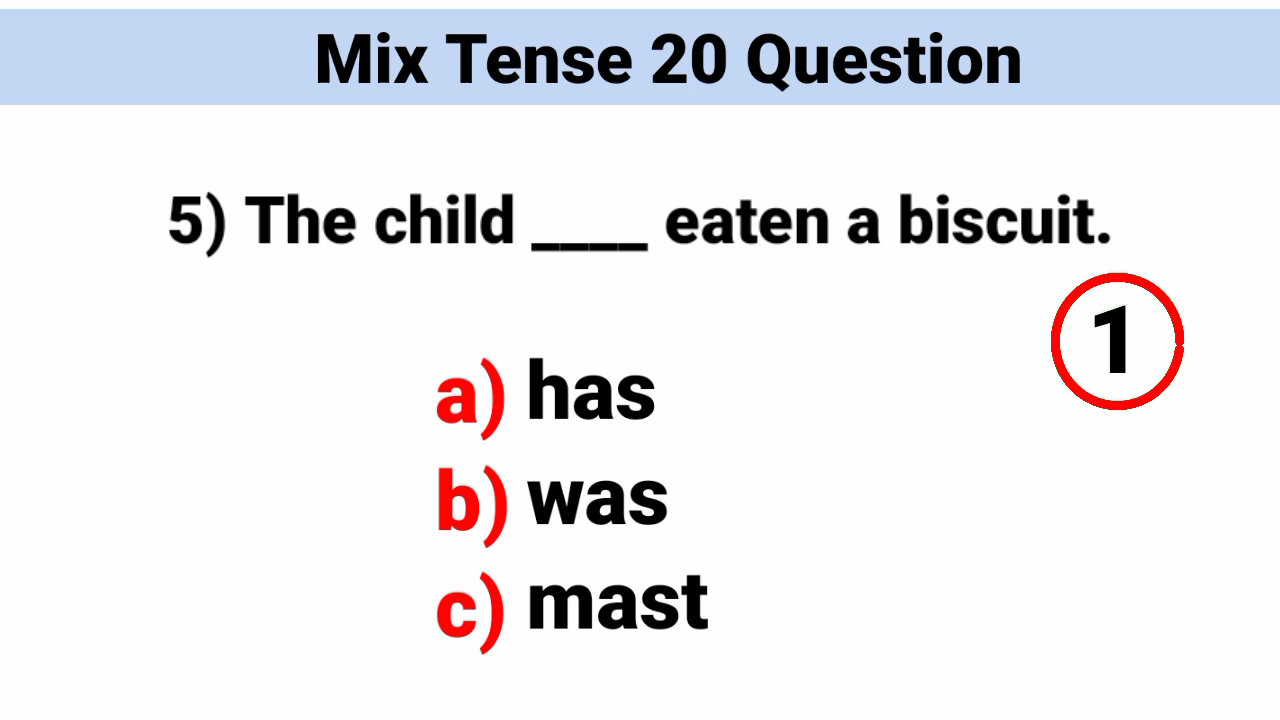 Mix Tense 20 Question
5) The child ____ eaten a biscuit.
1
a) has
b) was
c) mast